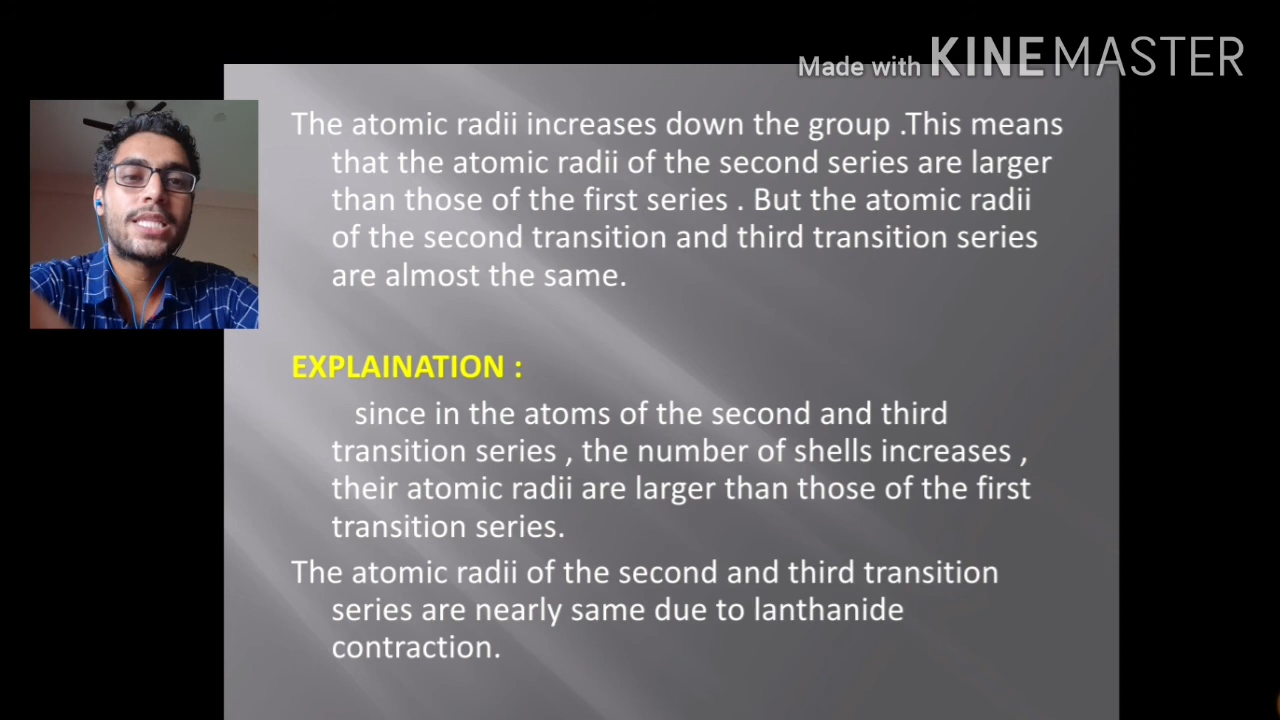 Made with KINEMASTER
The atomic radii increases down the group .This means
that the atomic radii of the second series are larger
than those of the first series . But the atomic radii
of the second transition and third transition series
are almost the same.
EXPLAINATION :
since in the atoms of the second and third
transition series , the number of shells increases ,
their atomic radii are larger than those of the first
transition series.
The atomic radii of the second and third transition
series are nearly same due to lanthanide
contraction.